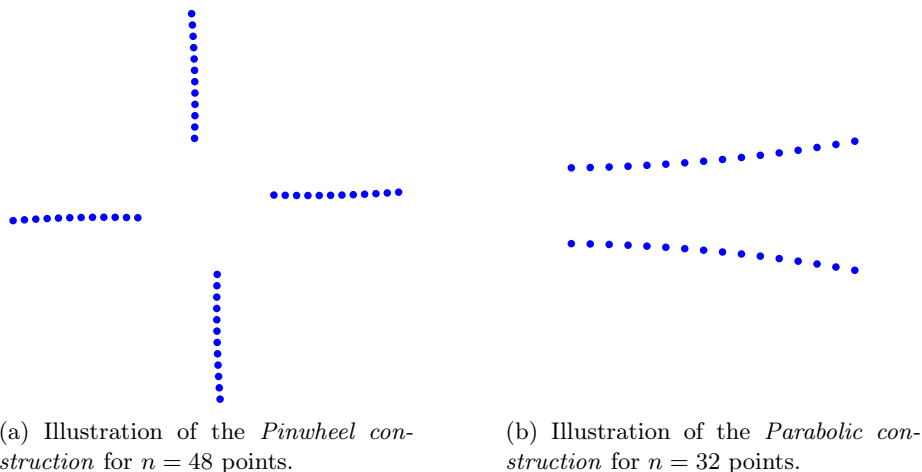 (a) Illustration of the Pinwheel con-
struction for n = 48 points.
(b) Illustration of the Parabolic con-
struction for n = 32 points.